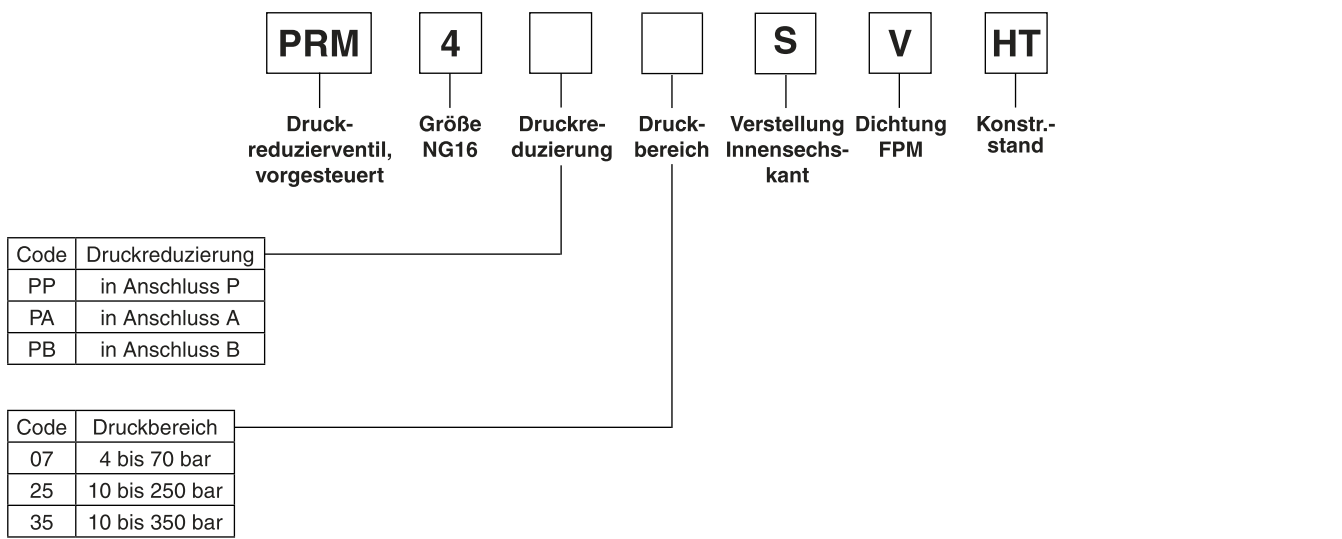 PRM 4 S V HT
Druck- Größe Druckre- Druck- Verstellung Dichtung Konstr.-
reduzierventil, NG16 duzierung bereich Innensechs- FPM stand
vorgesteuert kant
Code Druckreduzierung
PP in Anschluss P
PA in Anschluss A
PB in Anschluss B
Code Druckbereich
07 4 bis 70 bar
25 10 bis 250 bar
35 10 bis 350 bar